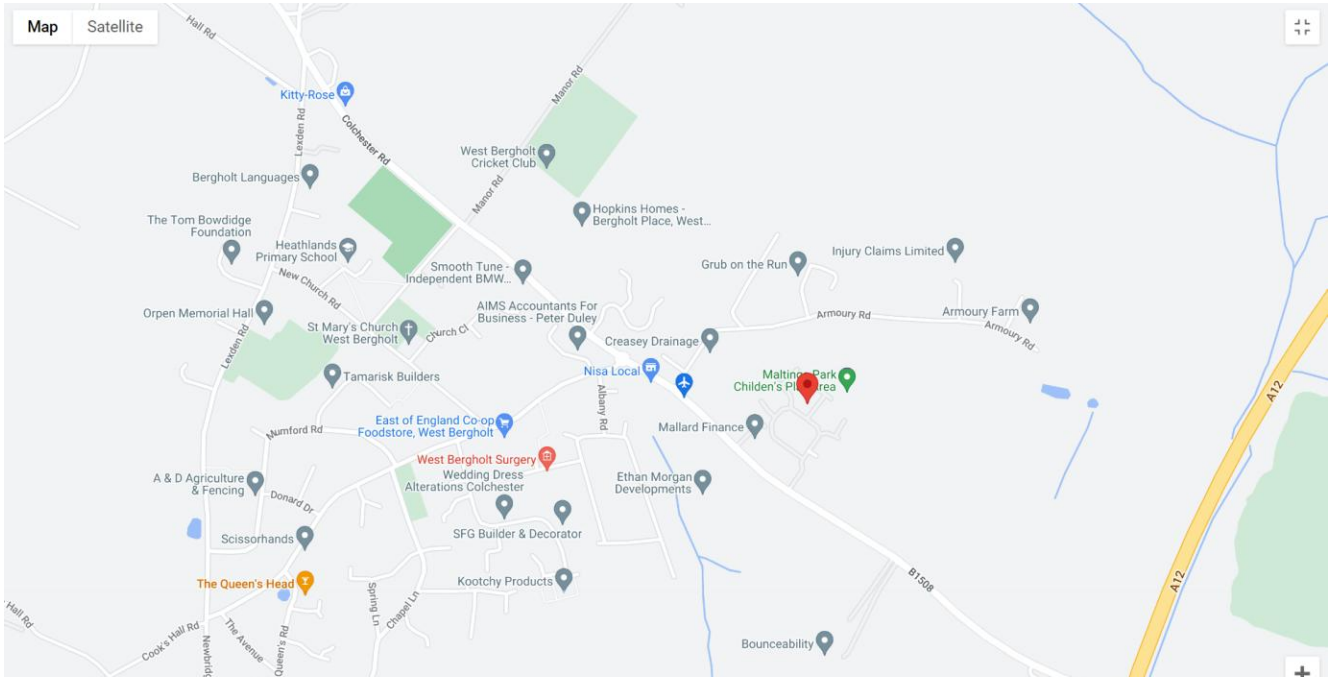 Map
Satellite
Hall Rd
Manor Rd
Kitty-Rose
Lexden Rd
Colchester Rd
West Bergholt
Cricket Club
Bergholt Languages
Manor Rd
Hopkins Homes -
Bergholt Place, West...
The Tom Bowdidge
Foundation
Heathlands
Primary School
Smooth Tune -
Independent BMW...
Grub on the Run
Injury Claims Limited
New Church Rd
Orpen Memorial Hall
St Mary's Church
West Bergholt
Church Cl
AIMS Accountants For
Business - Peter Duley
Creasey Drainage
Armoury Rd
Armoury Farm
Armoury Rd
Lexden Rd
Tamarisk Builders
Nisa Local
Albany Rd
Childen's Pl
rea
A12
East of England Co-op
Foodstore, West Bergholt
Mallard Finance
Mumford Rd
West Bergholt Surgery
Wedding Dress
Alterations Colchester
A & D Agriculture
& Fencing
Donard Dr
Ethan Morgan
Developments
Scissorhands
SFG Builder & Decorator
The Queen's Head
Kootchy Products
B1508
A12
Hall Rd
Spring Ln
Chapel Ln
Cook's Hall Rd
The Avenue
Queen's Rd
Newbridg
Bounceability